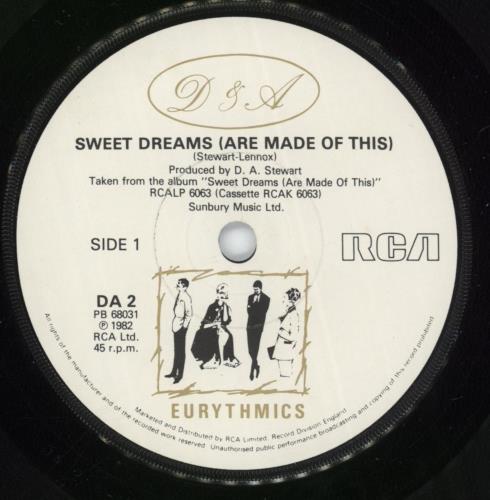 D & A
SWEET DREAMS (ARE MADE OF THIS)
(Stewart-Lennox)
Produced by D. A. Stewart
Taken from the album "Sweet Dreams (Are Made Of This)"
RCALP 6063 (Cassette RCAK 6063)
Sunbury Music Ltd.
SIDE 1
RCA
DA 2
PB 68031
℗ 1982
RCA Ltd.
45 r.p.m.
EURYTHMICS
All rights of the manufacturer and of the recorded work reserved. Unauthorised public performance broadcasting and copying of this record prohibited.
Marketed and Distributed by RCA Limited, Record Division England.